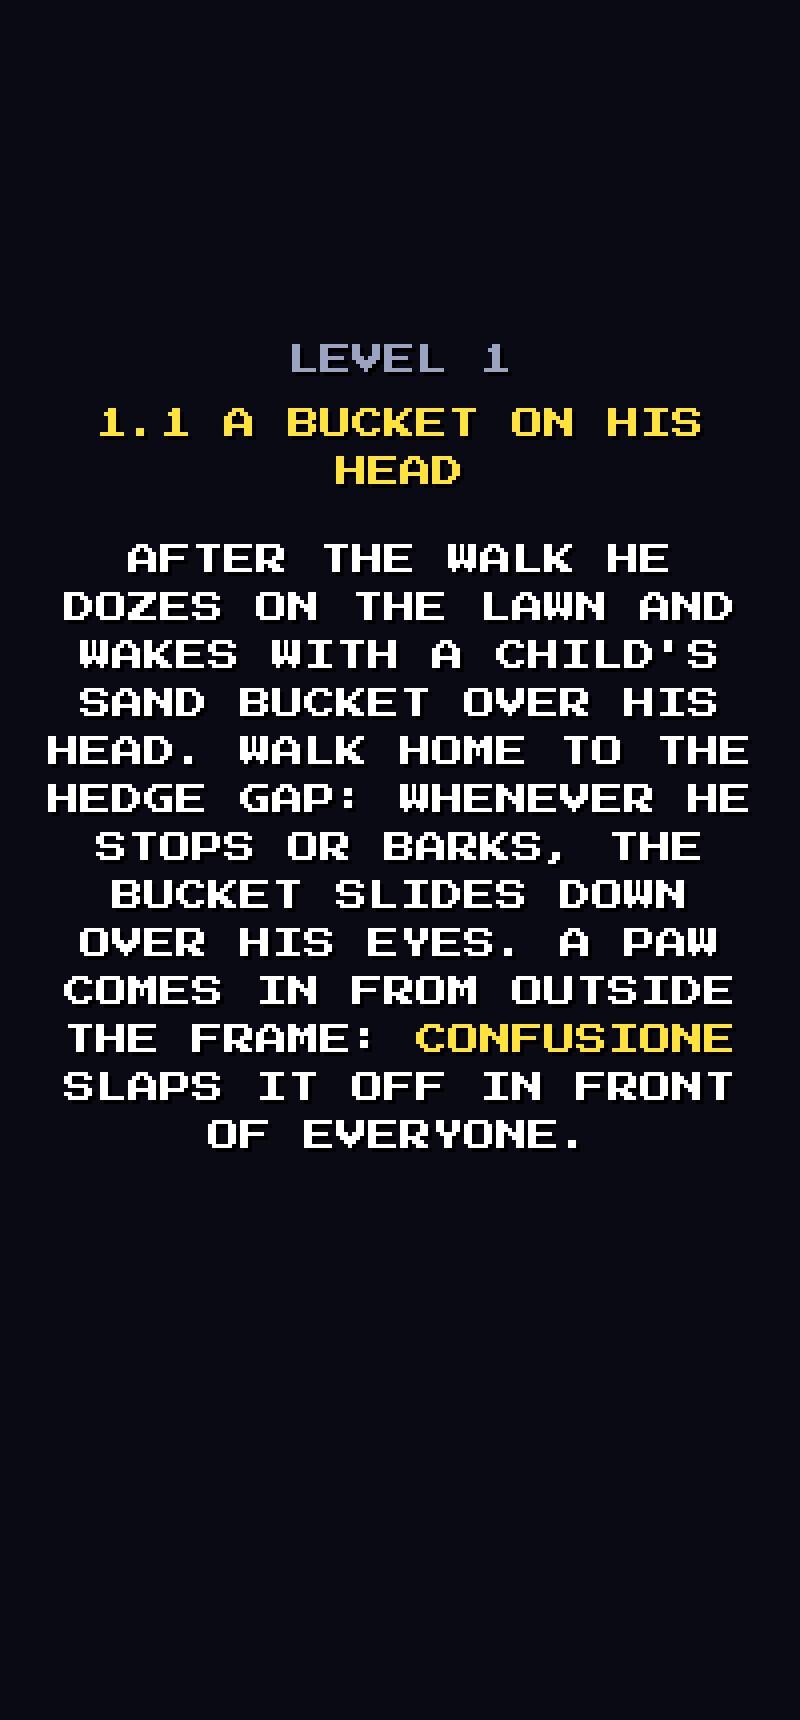 LEVEL 1
1.1 A BUCKET ON HIS
HEAD
AFTER THE WALK HE
DOZES ON THE LAWN AND
WAKES WITH A CHILD'S
SAND BUCKET OVER HIS
HEAD. WALK HOME TO THE
HEDGE GAP: WHENEVER HE
STOPS OR BARKS, THE
BUCKET SLIDES DOWN
OVER HIS EYES. A PAW
COMES IN FROM OUTSIDE
THE FRAME: CONFUSIONE
SLAPS IT OFF IN FRONT
OF EVERYONE.